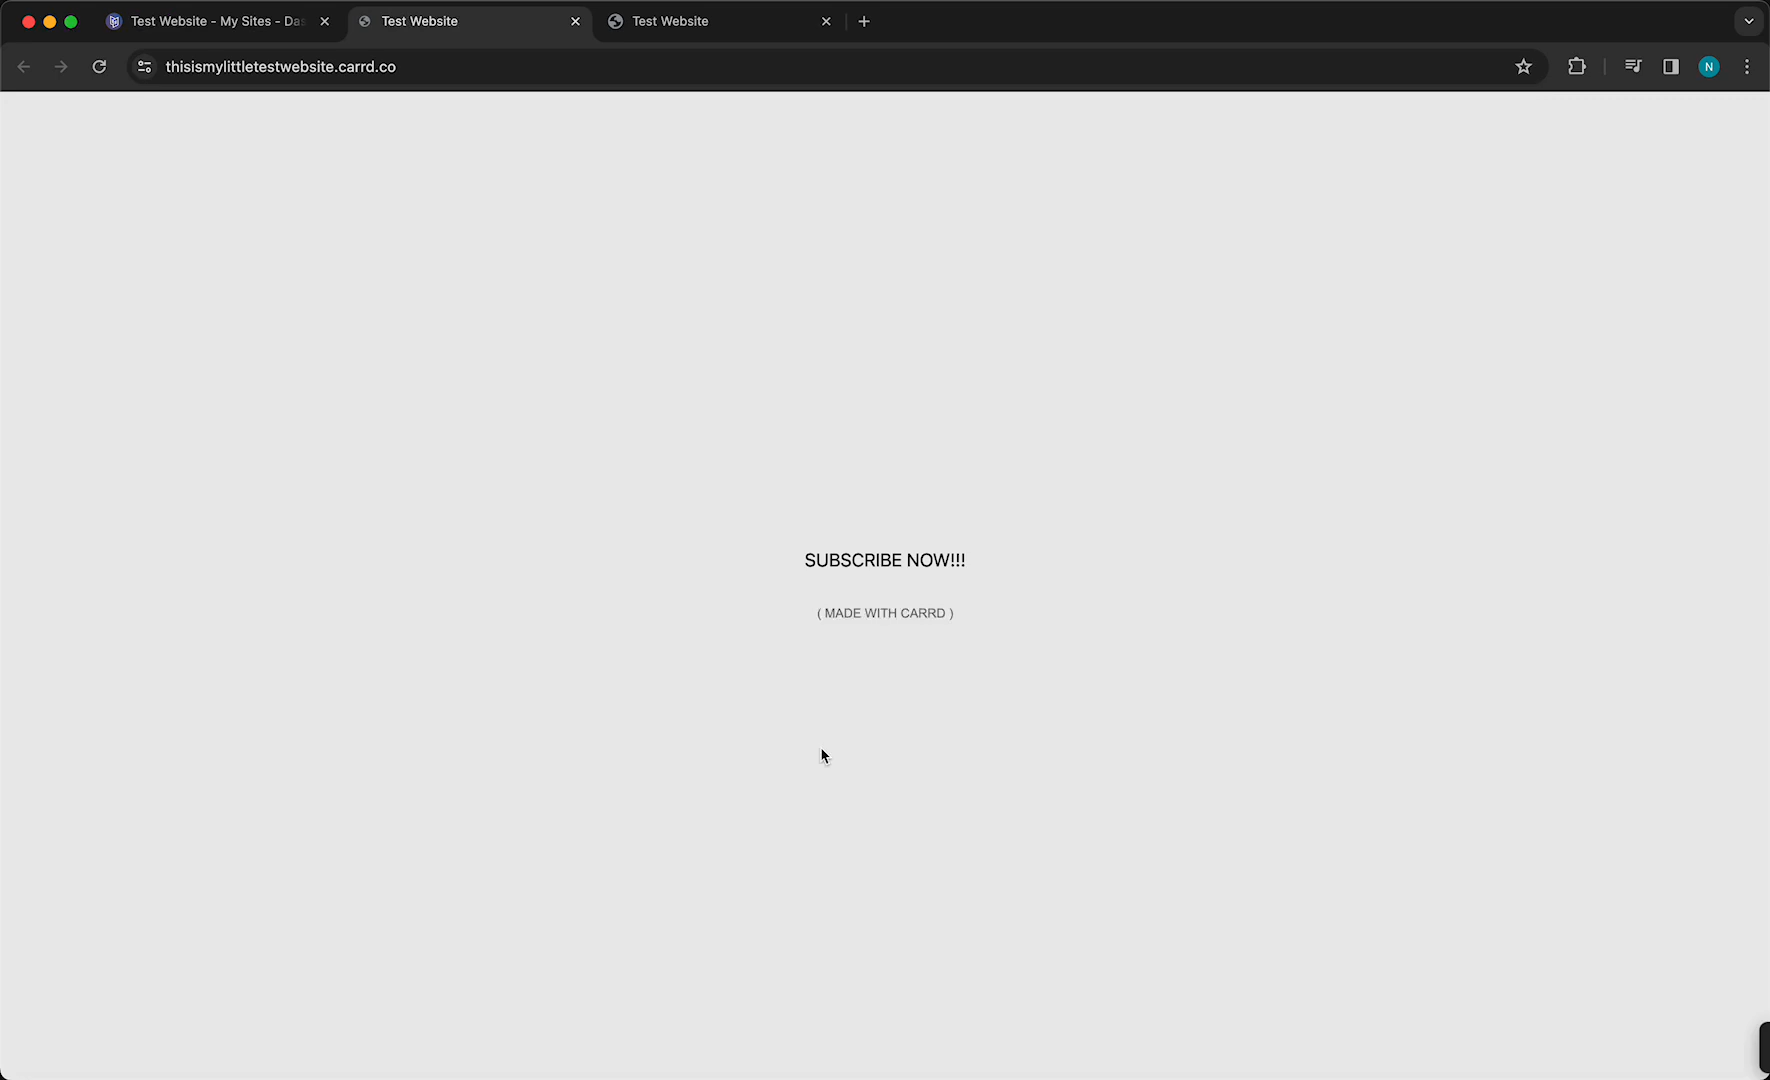 Test Website - My Sites - Da
Test Website
Test Website
thisismylittletestwebsite.carrd.co
N
SUBSCRIBE NOW!!!
( MADE WITH CARRD )